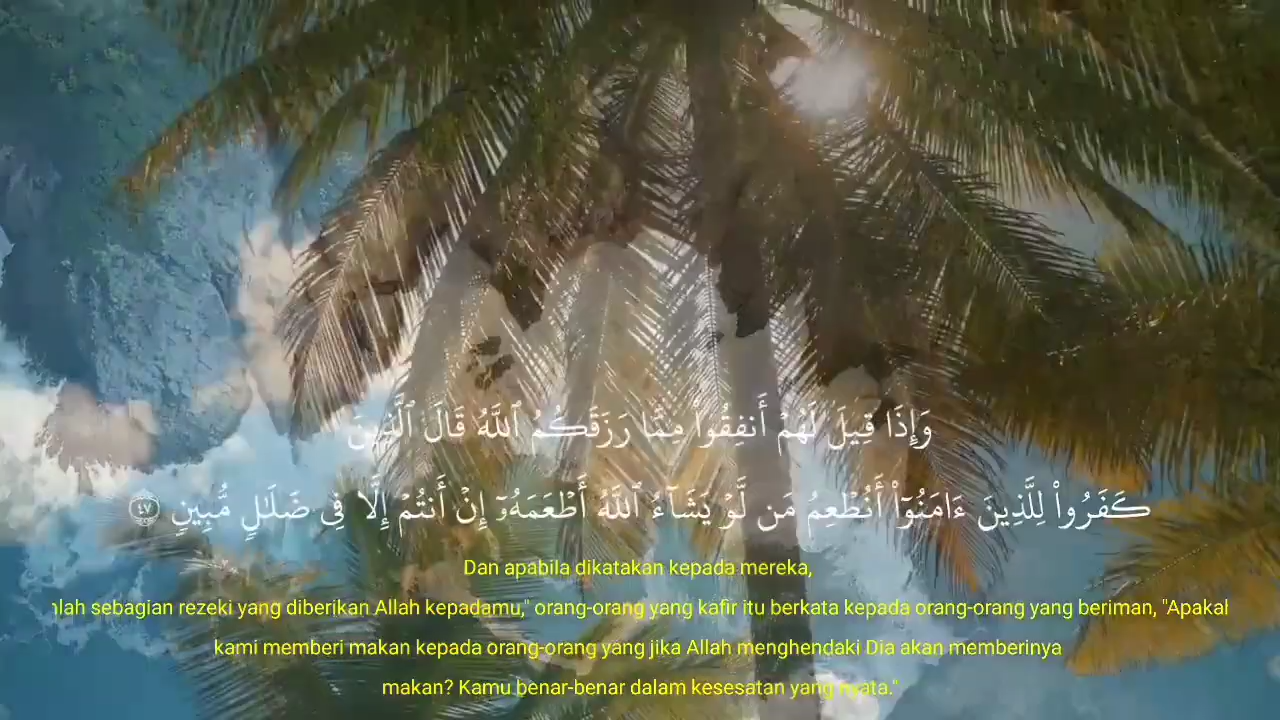 وَإِذَا قِيلَ لَهُمْ أَنفِقُوا۟ مِمَّا رَزَقَكُمُ ٱللَّهُ قَالَ ٱلَّذِينَ
كَفَرُوا۟ لِلَّذِينَ ءَامَنُوٓا۟ أَنُطْعِمُ مَن لَّوْ يَشَآءُ ٱللَّهُ أَطْعَمَهُۥٓ إِنْ أَنتُمْ إِلَّا فِى ضَلَـٰلٍ مُّبِينٍ ٤٧
Dan apabila dikatakan kepada mereka,
sebagian rezeki yang diberikan Allah kepadamu," orang-orang yang kafir itu berkata kepada orang-orang yang beriman,
kami memberi makan kepada orang-orang yang jika Allah menghendaki Dia akan memberinya
makan? Kamu benar-benar dalam kesesatan yang nyata."